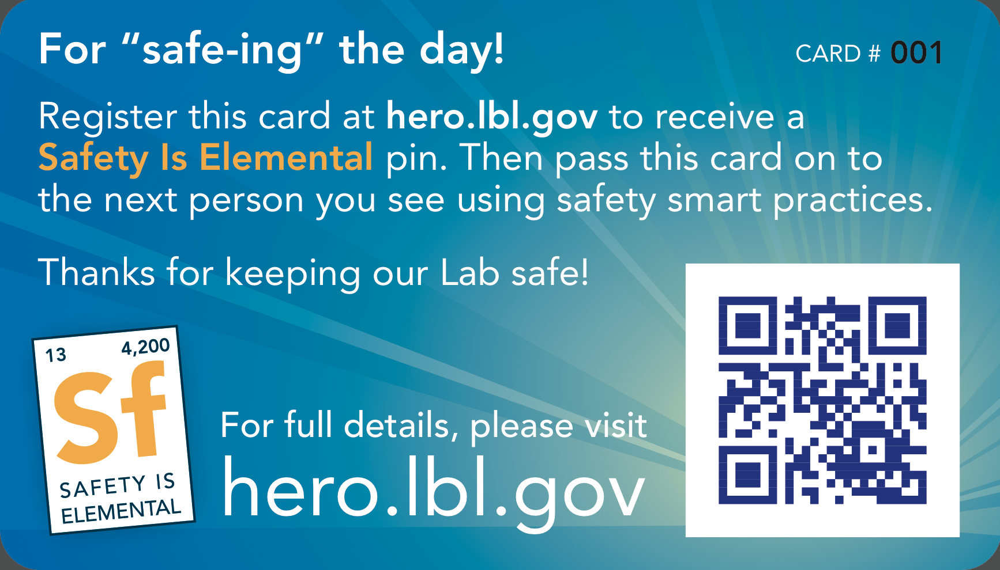 For “safe-ing” the day!
CARD # 001
Register this card at hero.lbl.gov to receive a
Safety Is Elemental pin. Then pass this card on to
the next person you see using safety smart practices.
Thanks for keeping our Lab safe!
13 4,200
Sf
SAFETY IS
ELEMENTAL
For full details, please visit
hero.lbl.gov